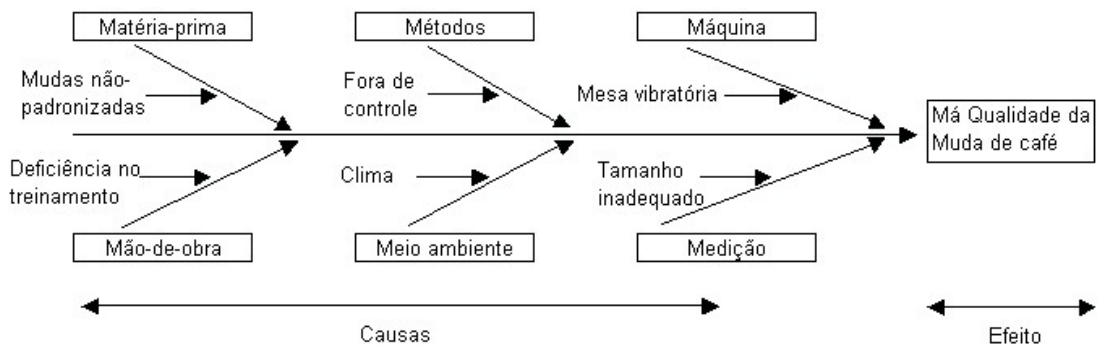 Matéria-prima
Métodos
Máquina
Mudas não-
padronizadas
Fora de
controle
Mesa vibratória
Má Qualidade da
Muda de café
Deficiência no
treinamento
Clima
Tamanho
inadequado
Mão-de-obra
Meio ambiente
Medição
Causas
Efeito